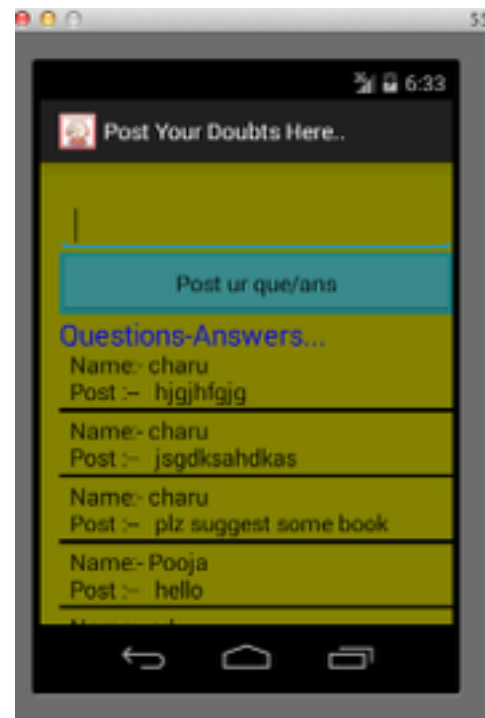 6:33
Post Your Doubts Here..
Post ur que/ans
Questions-Answers...
Name:- charu
Post :-- hjgjhfgjg
Name:- charu
Post :-- jsgdksahdkas
Name:- charu
Post :-- plz suggest some book
Name:- Pooja
Post :-- hello